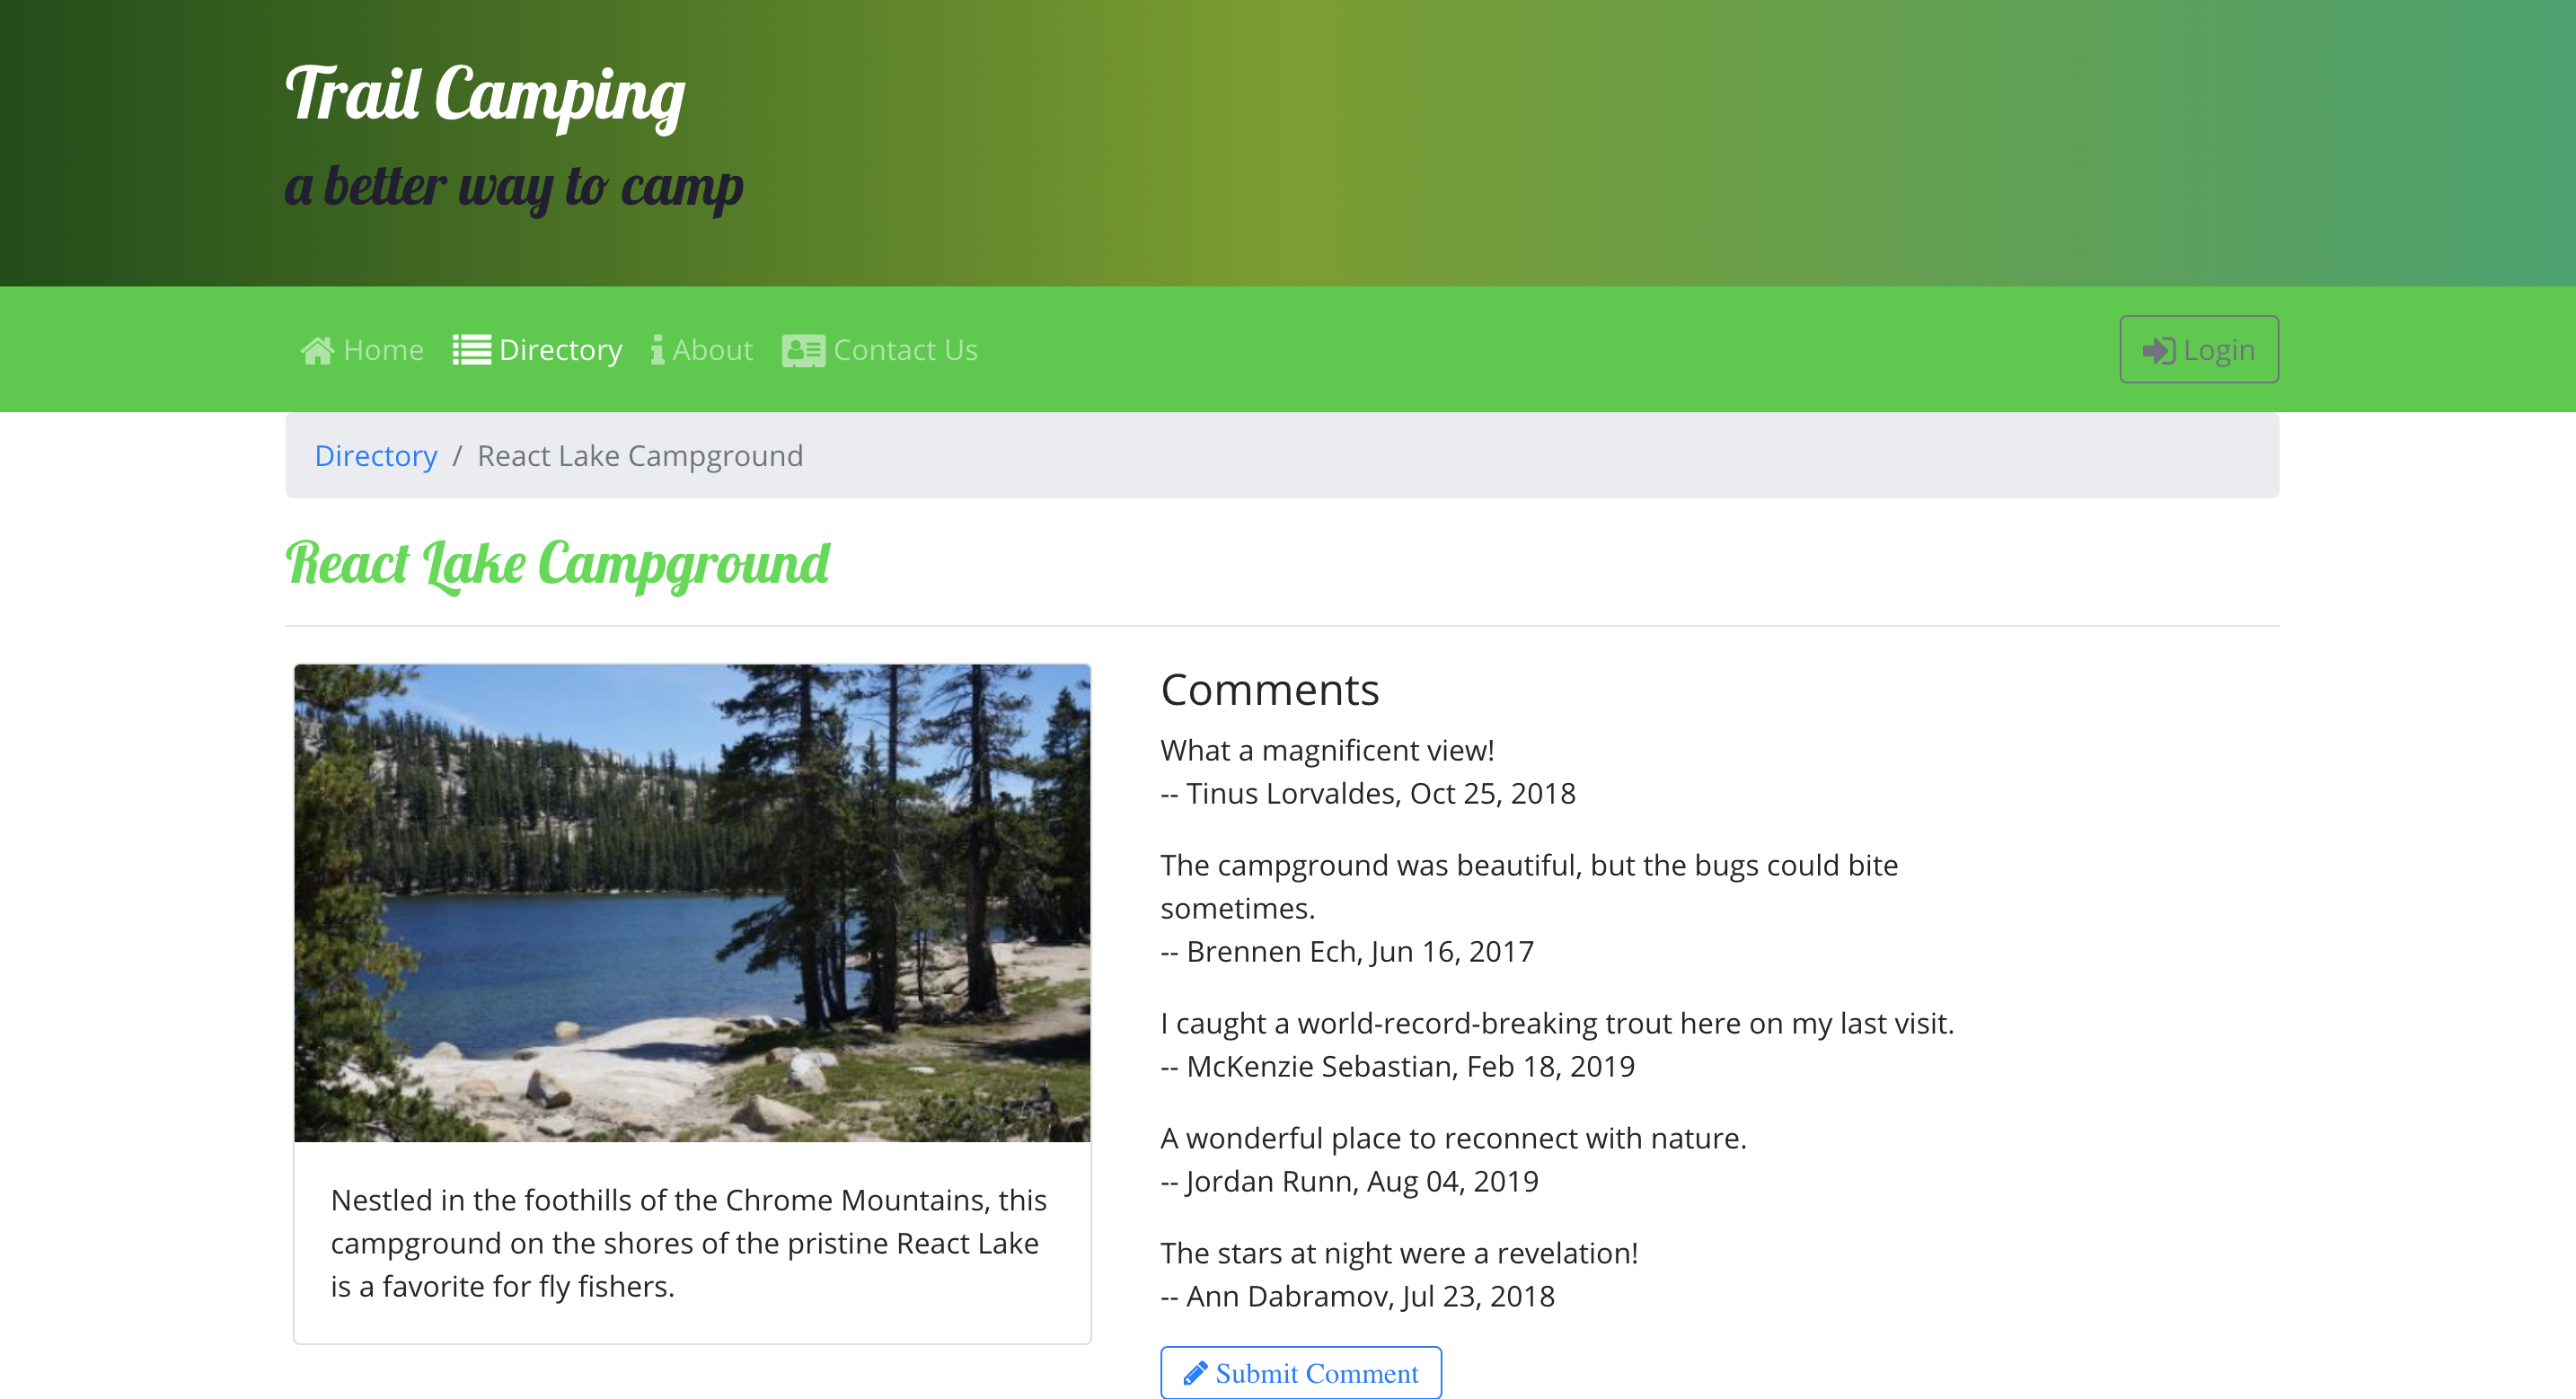 Trail Camping
a better way to camp
Home Directory About Contact Us Login
Directory / React Lake Campground
React Lake Campground
Comments
What a magnificent view!
-- Tinus Lorvaldes, Oct 25, 2018
The campground was beautiful, but the bugs could bite
sometimes.
-- Brennen Ech, Jun 16, 2017
I caught a world-record-breaking trout here on my last visit.
-- McKenzie Sebastian, Feb 18, 2019
A wonderful place to reconnect with nature.
-- Jordan Runn, Aug 04, 2019
The stars at night were a revelation!
-- Ann Dabramov, Jul 23, 2018
Submit Comment
Nestled in the foothills of the Chrome Mountains, this
campground on the shores of the pristine React Lake
is a favorite for fly fishers.